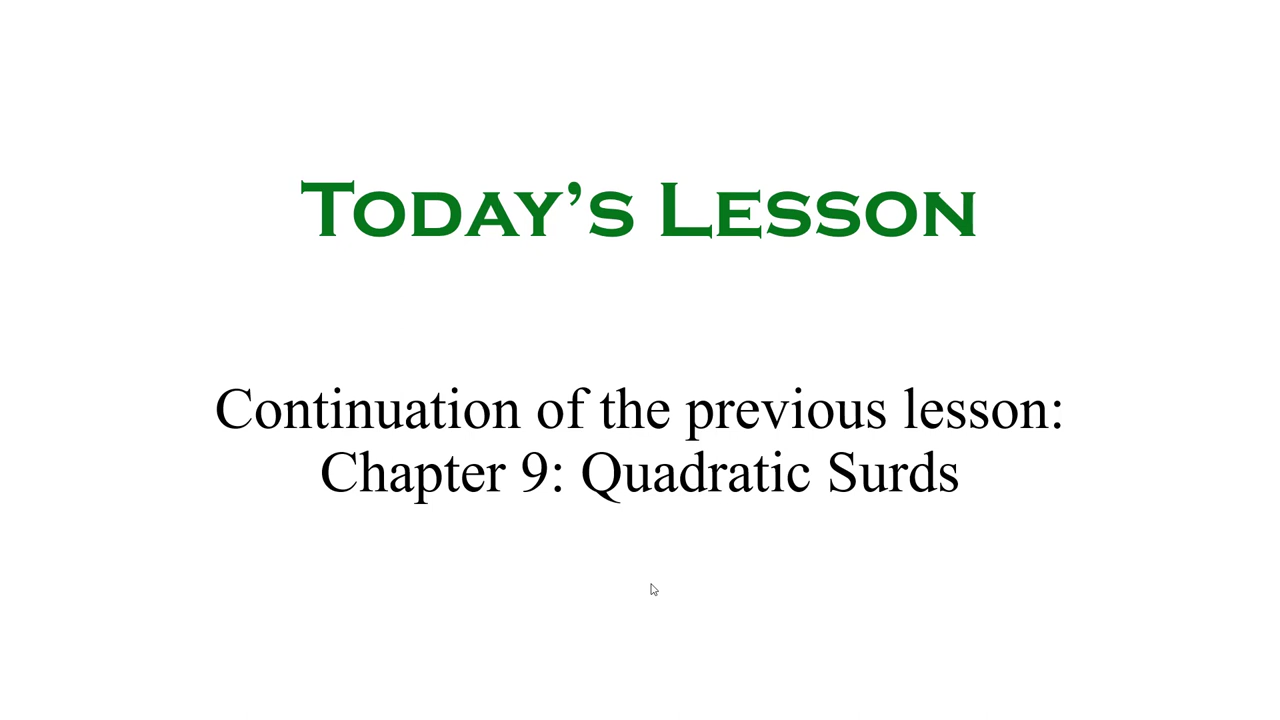 Today’s Lesson
Continuation of the previous lesson:
Chapter 9: Quadratic Surds